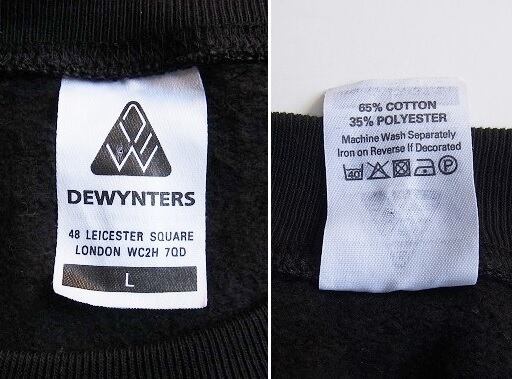 DEWYNTERS
48 LEICESTER SQUARE
LONDON WC2H 7QD
L
65% COTTON
35% POLYESTER
Machine Wash Separately
Iron on Reverse If Decorated
40 P